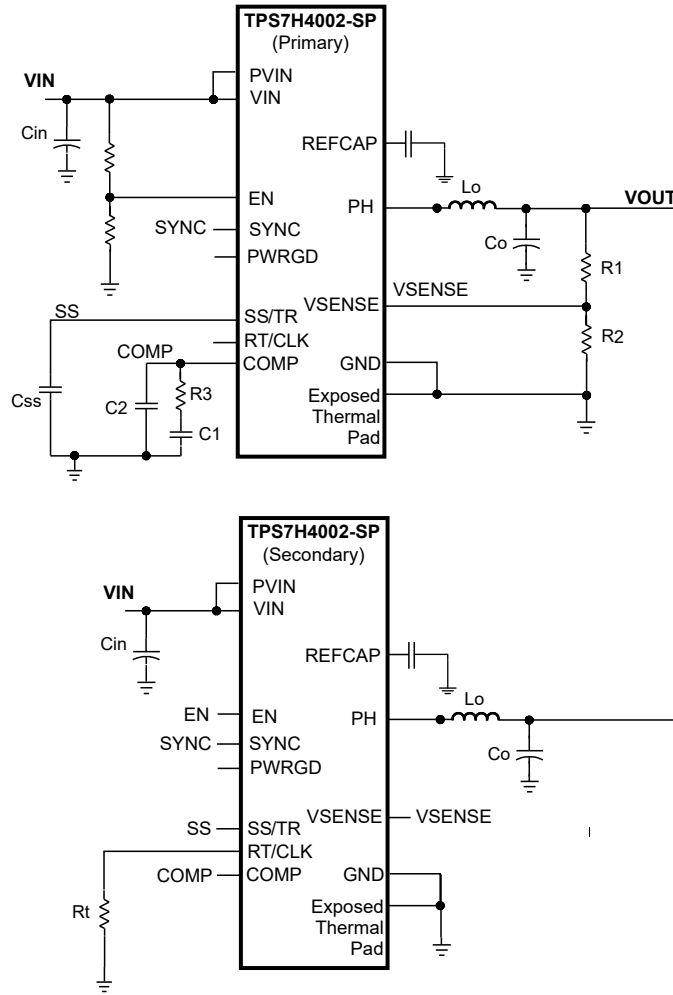 TPS7H4002-SP
(Primary)
VIN
PVIN
VIN
Cin
REFCAP
Lo
EN
PH
VOUT
SYNC
SYNC
Co
PWRGD
R1
VSENSE
VSENSE
SS
SS/TR
R2
RT/CLK
COMP
COMP
GND
Css
C2
R3
Exposed
Thermal
Pad
C1
TPS7H4002-SP
(Secondary)
VIN
PVIN
VIN
Cin
REFCAP
Lo
EN
EN
PH
SYNC
SYNC
Co
PWRGD
VSENSE
VSENSE
SS
SS/TR
RT/CLK
COMP
COMP
GND
Rt
Exposed
Thermal
Pad